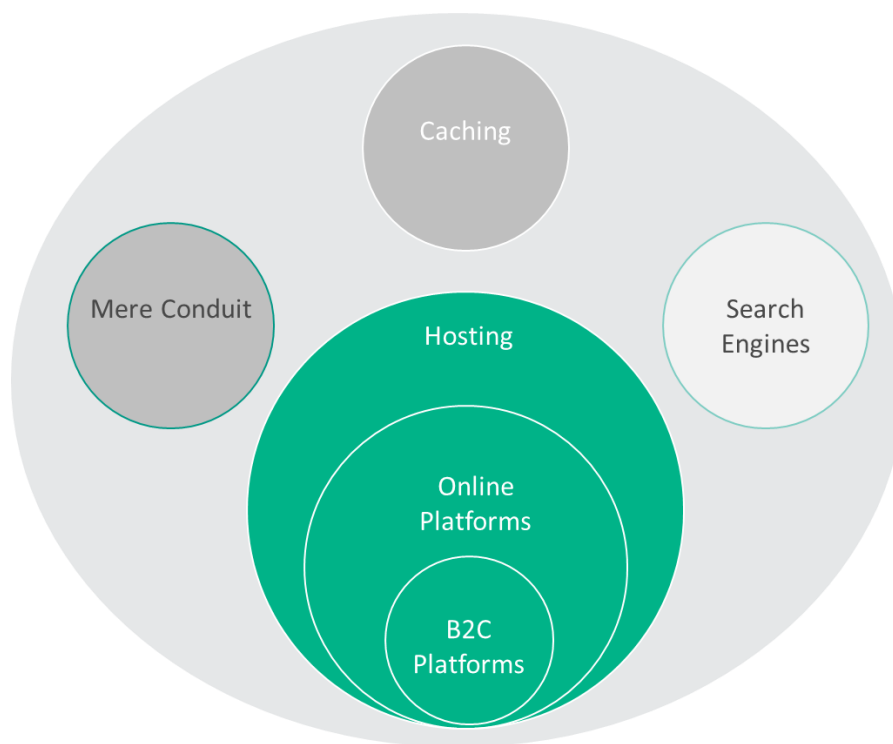 Caching
Mere Conduit
Search
Engines
Hosting
Online
Platforms
B2C
Platforms